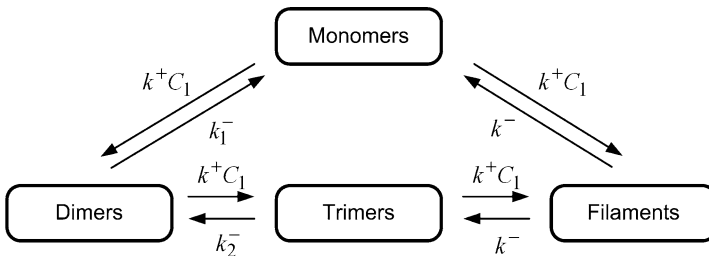 Monomers
k⁺C₁
k₁⁻
k⁺C₁
k⁻
Dimers
k⁺C₁
k₂⁻
Trimers
k⁺C₁
k⁻
Filaments